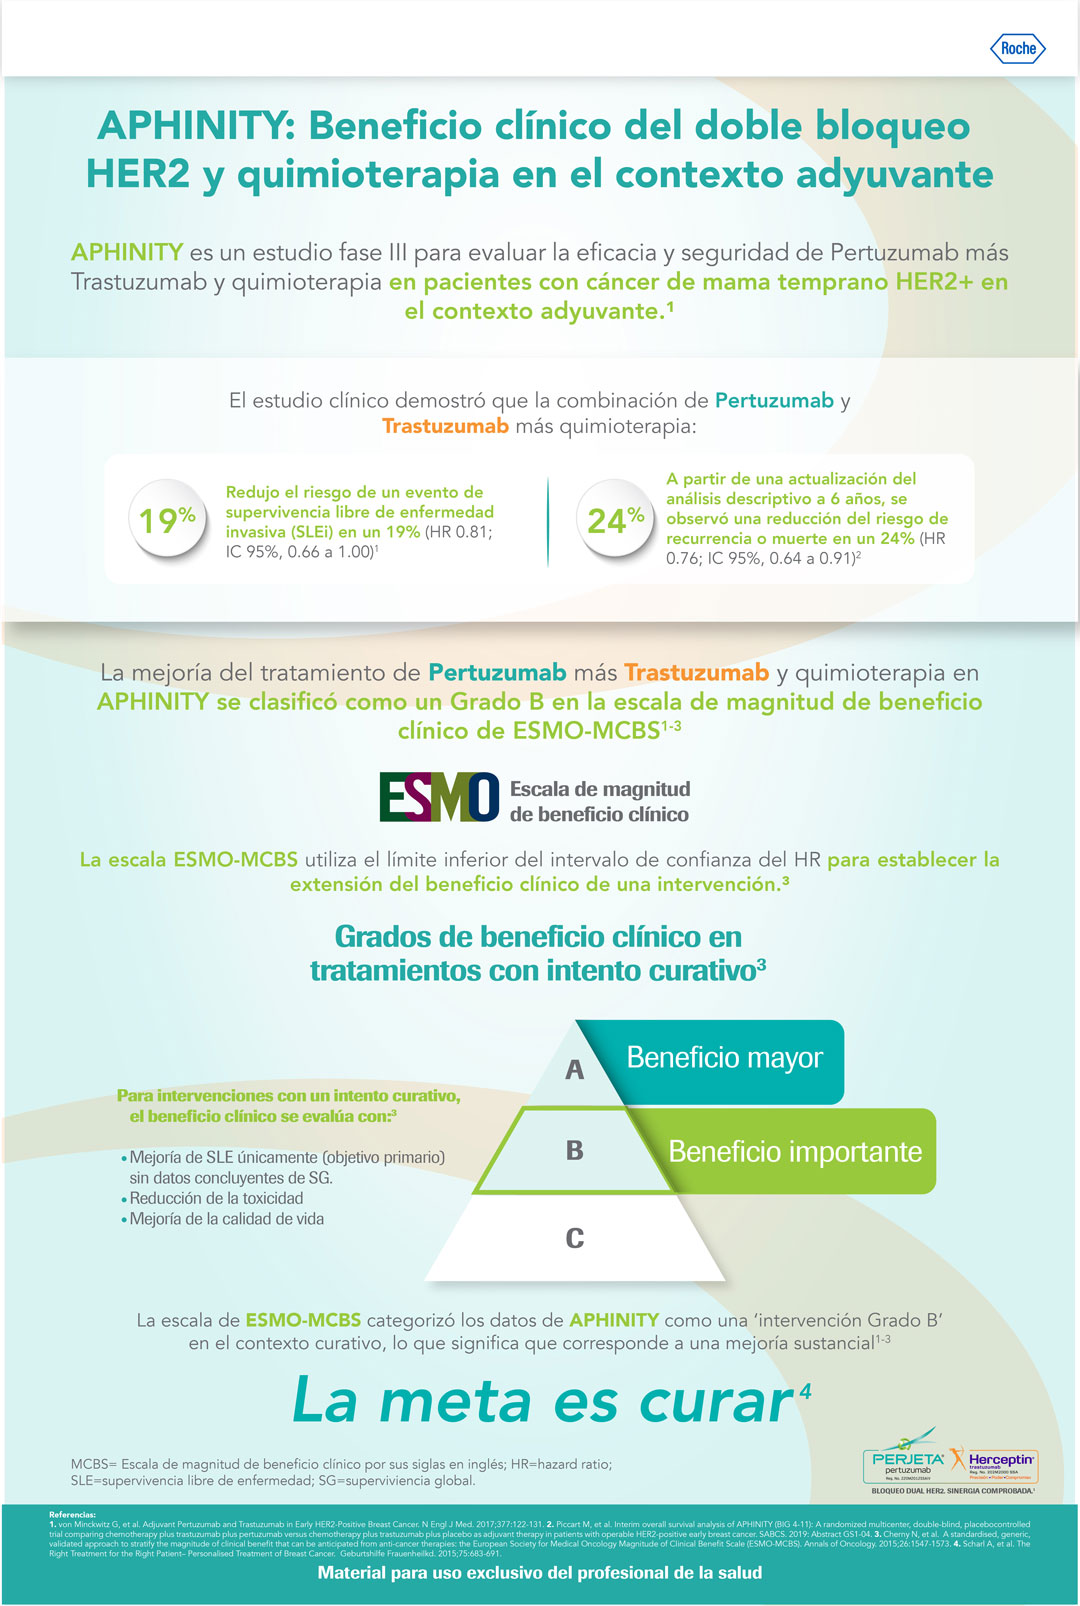 Roche
APHINITY: Beneficio clínico del doble bloqueo
HER2 y quimioterapia en el contexto adyuvante
APHINITY es un estudio fase III para evaluar la eficacia y seguridad de Pertuzumab más
Trastuzumab y quimioterapia en pacientes con cáncer de mama temprano HER2+ en
el contexto adyuvante.¹
El estudio clínico demostró que la combinación de Pertuzumab y
Trastuzumab más quimioterapia:
19%
Redujo el riesgo de un evento de
supervivencia libre de enfermedad
invasiva (SLEi) en un 19% (HR 0.81;
IC 95%, 0.66 a 1.00)¹
24%
A partir de una actualización del
análisis descriptivo a 6 años, se
observó una reducción del riesgo de
recurrencia o muerte en un 24% (HR
0.76; IC 95%, 0.64 a 0.91)²
La mejoría del tratamiento de Pertuzumab más Trastuzumab y quimioterapia en
APHINITY se clasificó como un Grado B en la escala de magnitud de beneficio
clínico de ESMO-MCBS¹⁻³
ESMO
Escala de magnitud
de beneficio clínico
La escala ESMO-MCBS utiliza el límite inferior del intervalo de confianza del HR para establecer la
extensión del beneficio clínico de una intervención.³
Grados de beneficio clínico en
tratamientos con intento curativo³
A
Beneficio mayor
Para intervenciones con un intento curativo,
el beneficio clínico se evalúa con:³
B
Beneficio importante
• Mejoría de SLE únicamente (objetivo primario)
sin datos concluyentes de SG.
• Reducción de la toxicidad
• Mejoría de la calidad de vida
C
La escala de ESMO-MCBS categorizó los datos de APHINITY como una ‘intervención Grado B’
en el contexto curativo, lo que significa que corresponde a una mejoría sustancial¹⁻³
La meta es curar⁴
MCBS= Escala de magnitud de beneficio clínico por sus siglas en inglés; HR=hazard ratio;
SLE=supervivencia libre de enfermedad; SG=superviviencia global.
PERJETA®
pertuzumab
Herceptin®
trastuzumab
BLOQUEO DUAL HER2. SINERGIA COMPROBADA.¹
Referencias:
1. von Minckwitz G, et al. Adjuvant Pertuzumab and Trastuzumab in Early HER2-Positive Breast Cancer. N Engl J Med. 2017;377:122-131. 2. Piccart M, et al. Interim overall survival analysis of APHINITY (BIG 4-11): A randomized multicenter, double-blind, placebocontrolled
trial comparing chemotherapy plus trastuzumab plus pertuzumab versus chemotherapy plus trastuzumab plus placebo as adjuvant therapy in patients with operable HER2-positive early breast cancer. SABCS. 2019: Abstract GS1-04. 3. Cherny N, et al. A standardised, generic,
validated approach to stratify the magnitude of clinical benefit that can be anticipated from anti-cancer therapies: the European Society for Medical Oncology Magnitude of Clinical Benefit Scale (ESMO-MCBS). Annals of Oncology. 2015;26:1547-1573. 4. Scharl A, et al. The
Right Treatment for the Right Patient– Personalised Treatment of Breast Cancer. Geburtshilfe Frauenheilkd. 2015;75:683-691.
Material para uso exclusivo del profesional de la salud